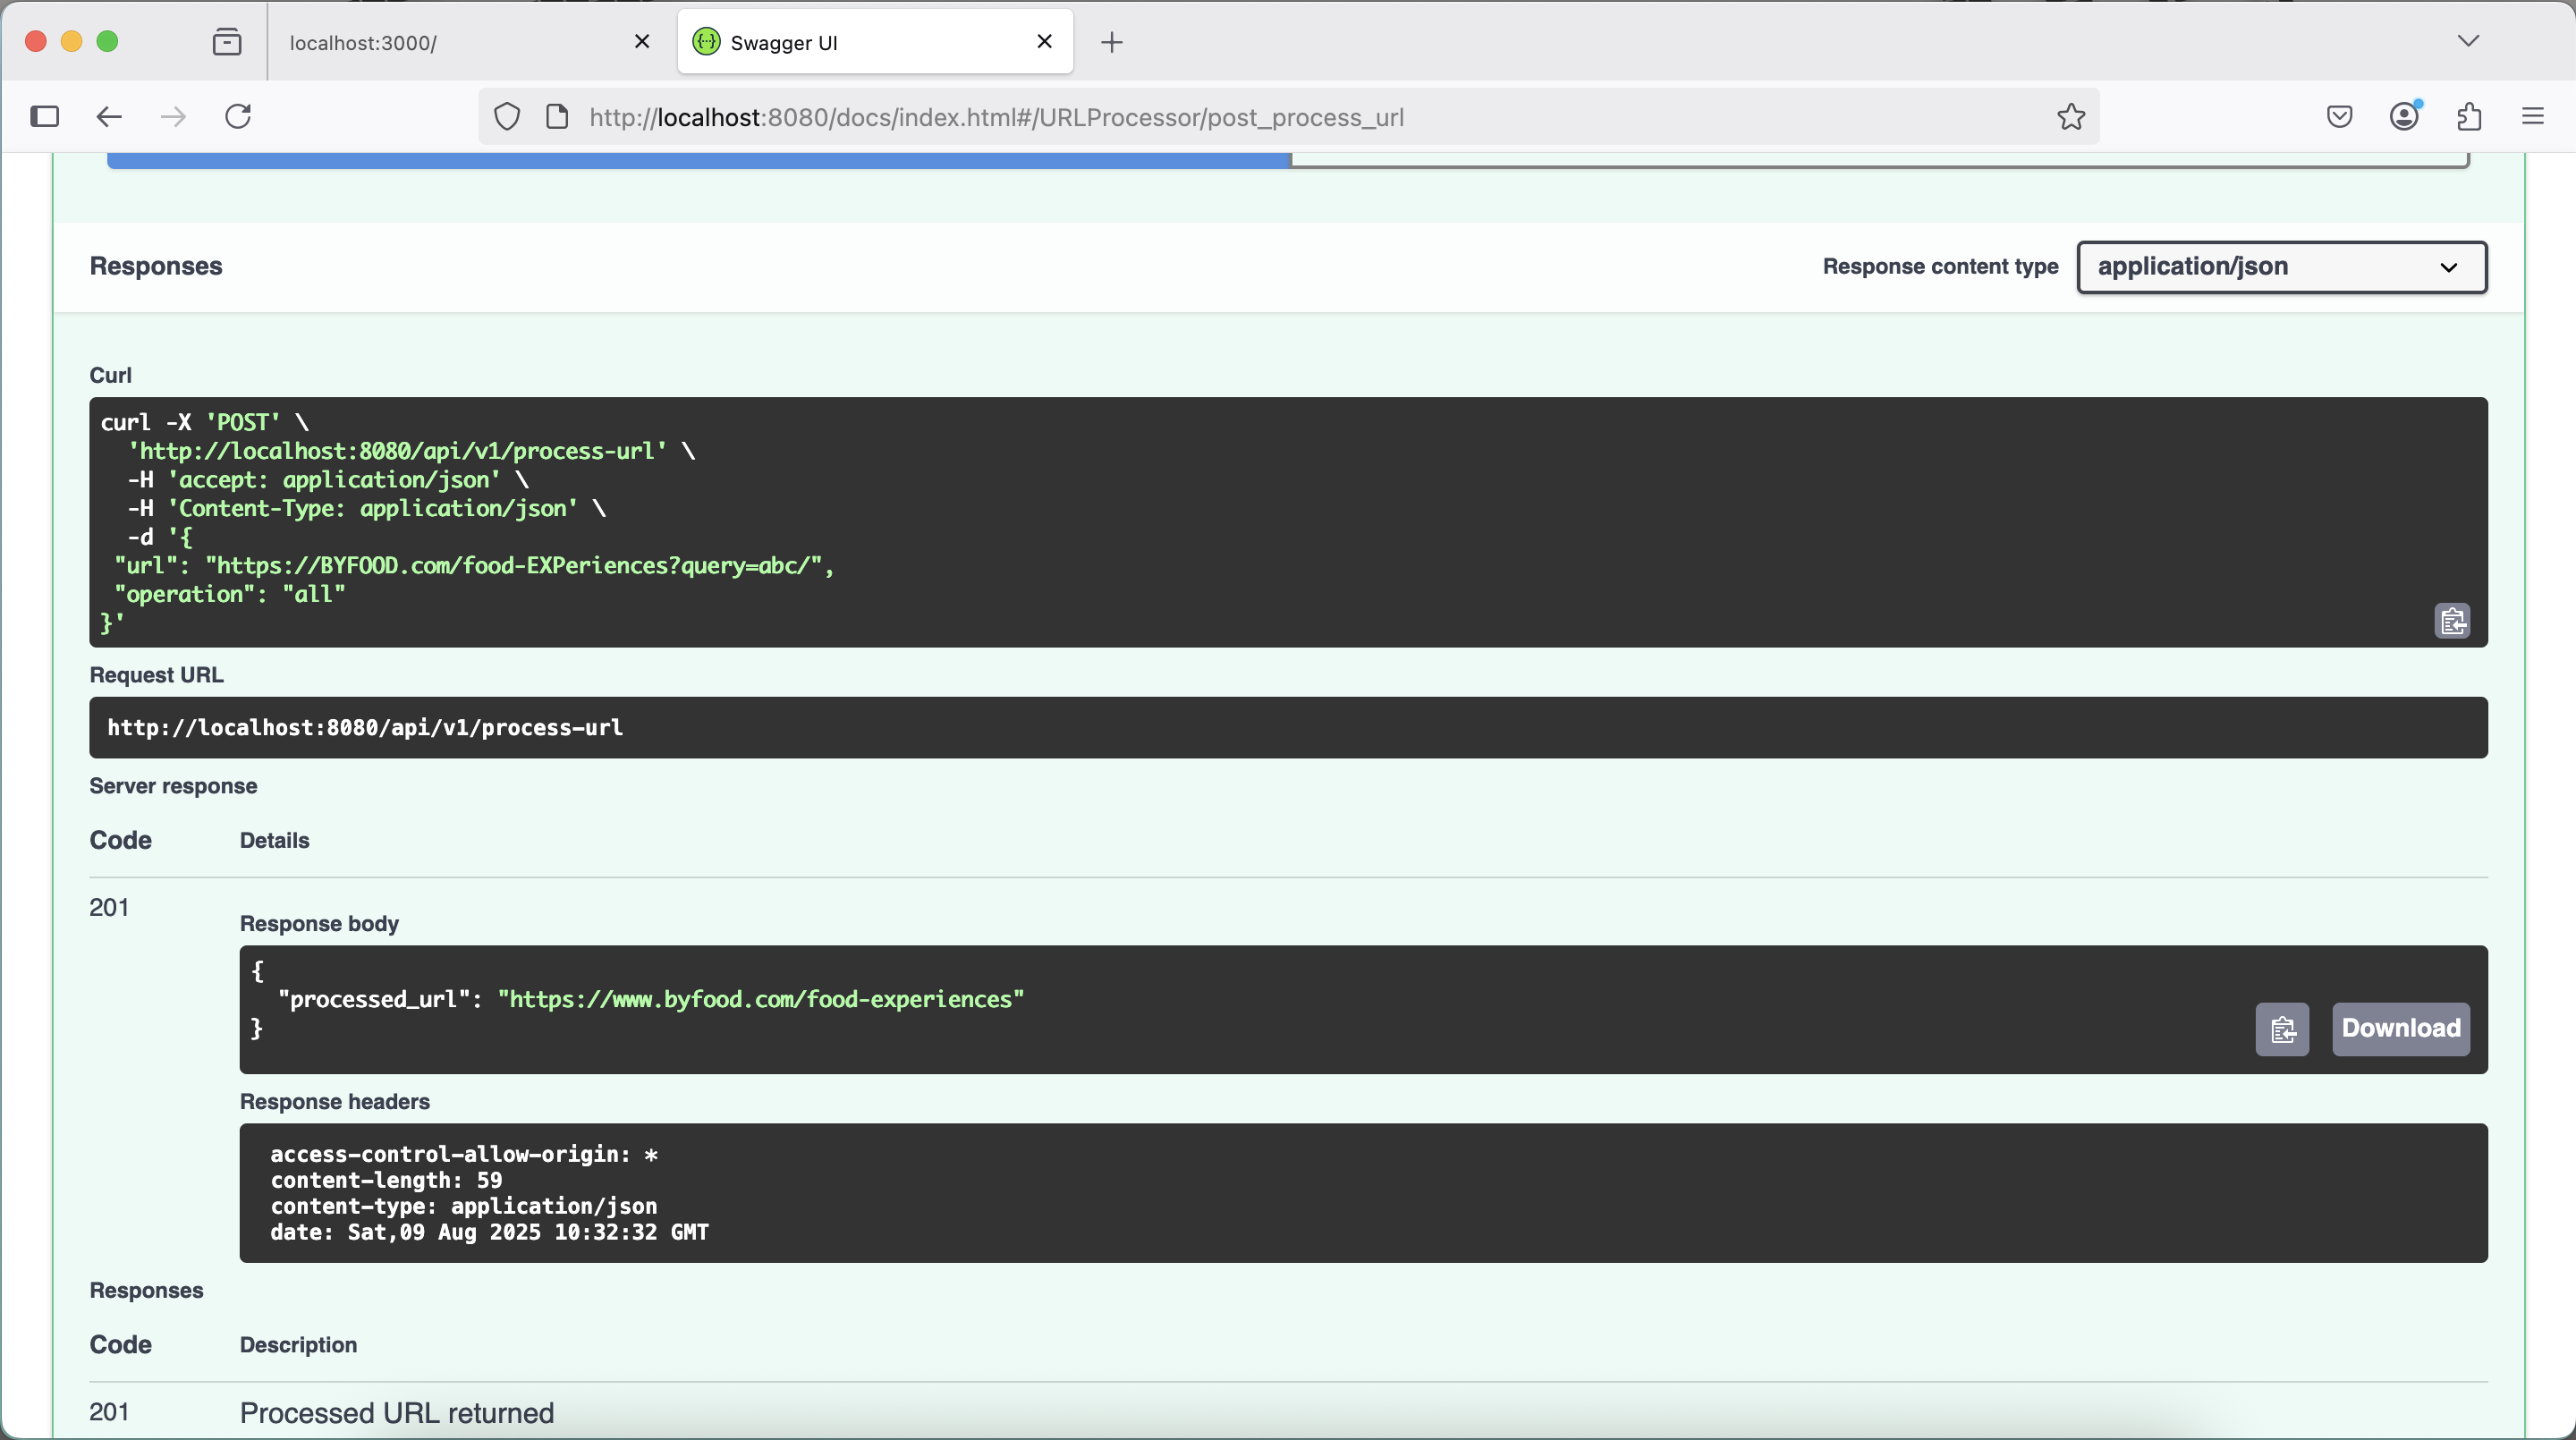 localhost:3000/
Swagger UI
http://localhost:8080/docs/index.html#/URLProcessor/post_process_url
Responses
Response content type
application/json
Curl
curl -X 'POST' \
  'http://localhost:8080/api/v1/process-url' \
  -H 'accept: application/json' \
  -H 'Content-Type: application/json' \
  -d '{
 "url": "https://BYFOOD.com/food-EXPeriences?query=abc/",
 "operation": "all"
}'
Request URL
http://localhost:8080/api/v1/process-url
Server response
Code Details
201
Response body
{
  "processed_url": "https://www.byfood.com/food-experiences"
}
Download
Response headers
access-control-allow-origin: *
content-length: 59
content-type: application/json
date: Sat,09 Aug 2025 10:32:32 GMT
Responses
Code Description
201 Processed URL returned